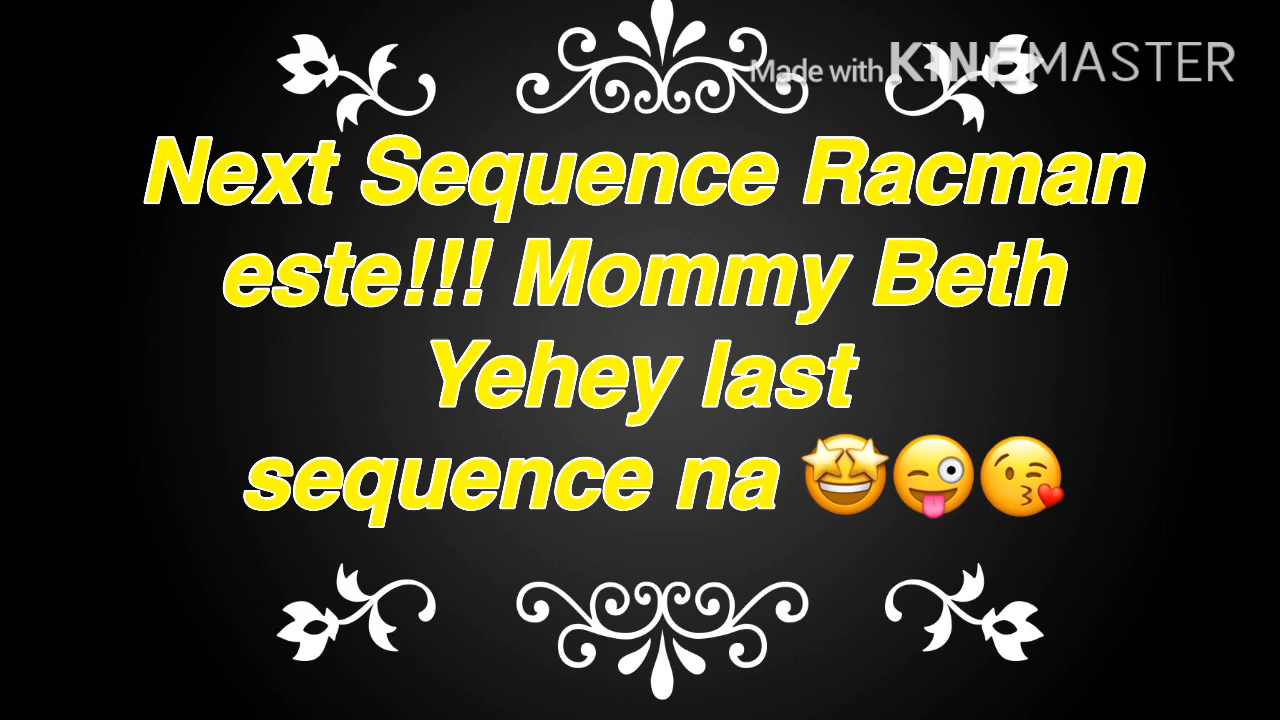 Made with KINEMASTER
Next Sequence Racman
este!!! Mommy Beth
Yehey last
sequence na 🤩😜😘